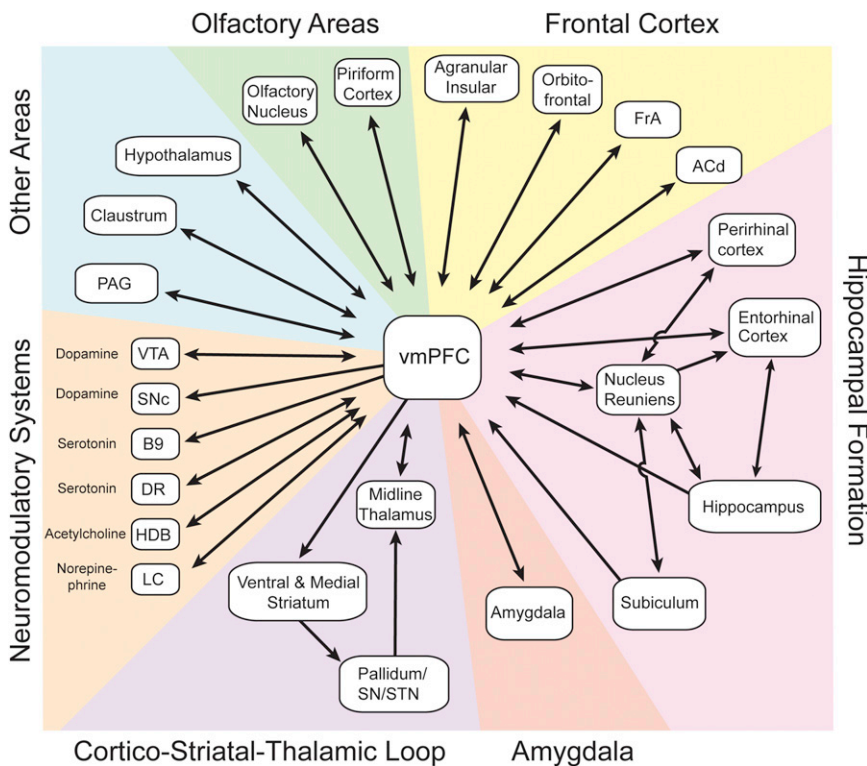 Olfactory Areas
Frontal Cortex
Other Areas
Olfactory
Nucleus
Piriform
Cortex
Agranular
Insular
Orbito-
frontal
FrA
ACd
Hypothalamus
Claustrum
PAG
Perirhinal
cortex
Entorhinal
Cortex
Nucleus
Reuniens
Hippocampus
Subiculum
Hippocampal Formation
vmPFC
Neuromodulatory Systems
Dopamine
VTA
Dopamine
SNc
Serotonin
B9
Serotonin
DR
Acetylcholine
HDB
Norepine-
phrine
LC
Midline
Thalamus
Ventral & Medial
Striatum
Pallidum/
SN/STN
Amygdala
Cortico-Striatal-Thalamic Loop
Amygdala